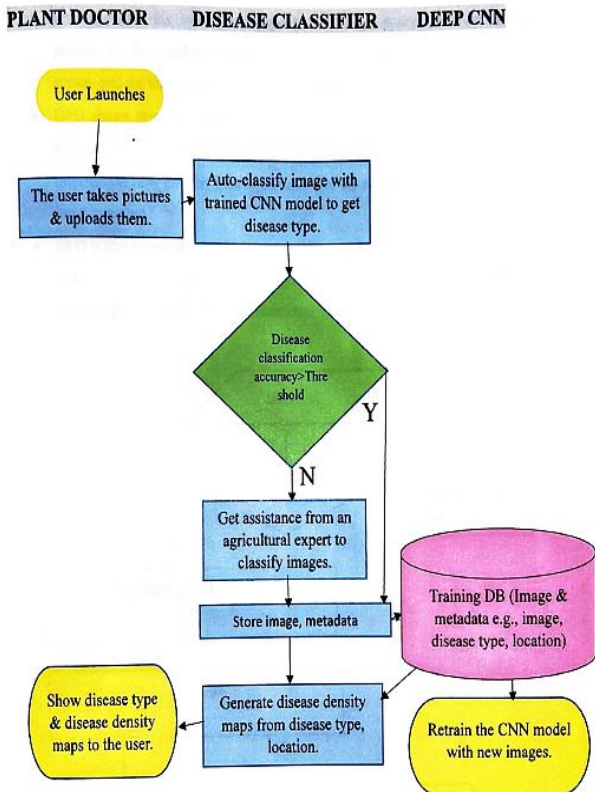 PLANT DOCTOR DISEASE CLASSIFIER DEEP CNN
User Launches
The user takes pictures
& uploads them.
Auto-classify image with
trained CNN model to get
disease type.
Disease
classification
accuracy>Thre
shold
Y
N
Get assistance from an
agricultural expert to
classify images.
Store image, metadata
Training DB (Image &
metadata e.g., image,
disease type, location)
Generate disease density
maps from disease type,
location.
Show disease type
& disease density
maps to the user.
Retrain the CNN model
with new images.